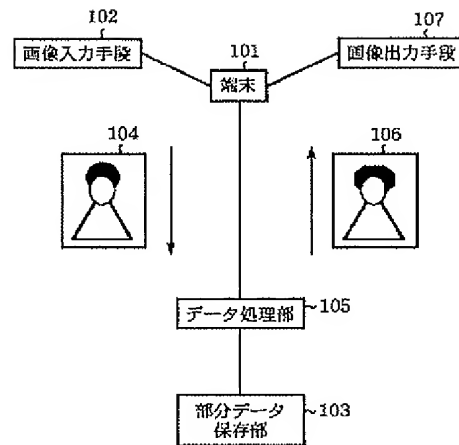 102
107
画像入力手段
101
画像出力手段
端末
104
106
データ処理部
105
部分データ
保存部
103